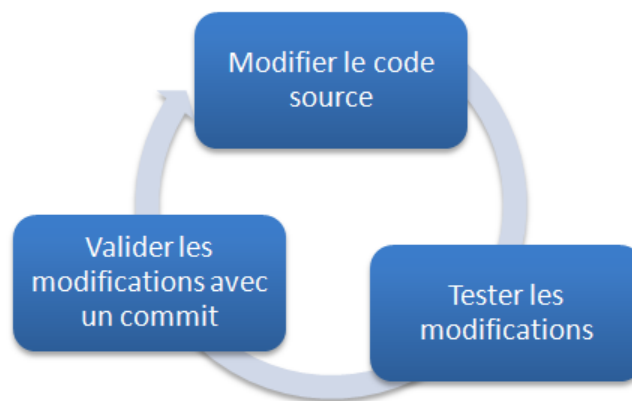 Modifier le code
source
Valider les
modifications avec
un commit
Tester les
modifications